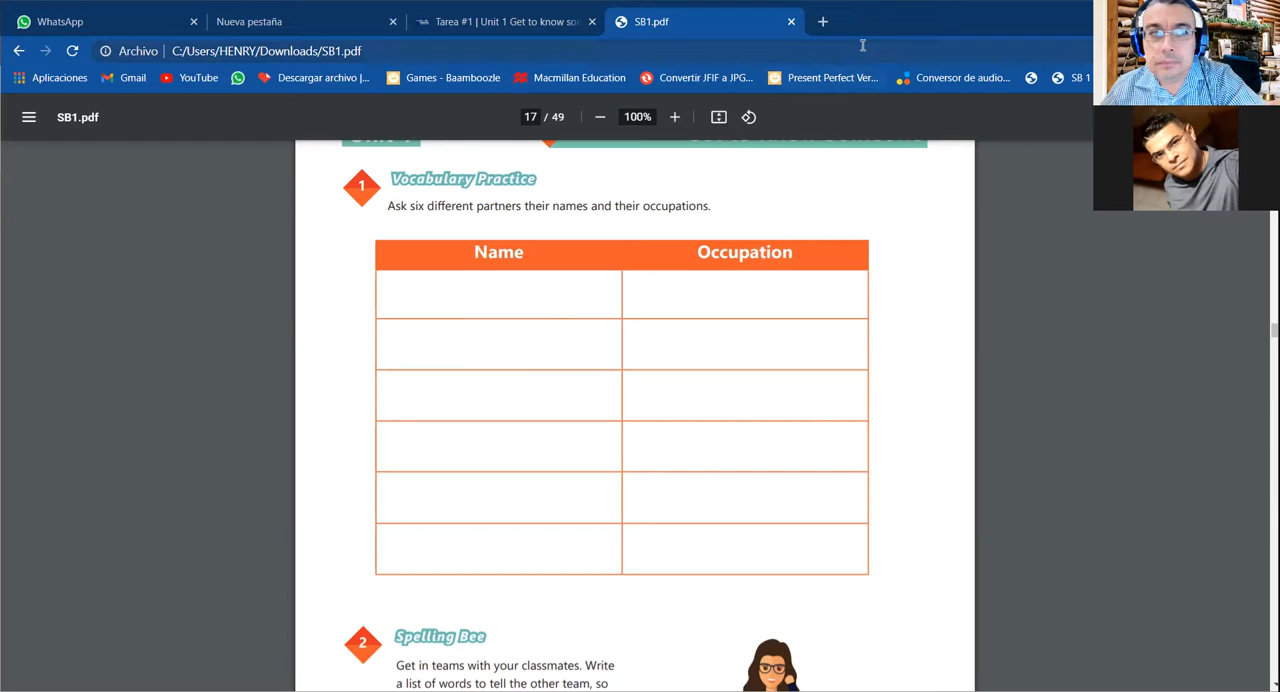 WhatsApp
Nueva pestaña
Tarea #1 | Unit 1 Get to know so
SB1.pdf
Archivo
C:/Users/HENRY/Downloads/SB1.pdf
Aplicaciones
Gmail
YouTube
Descargar archivo |...
Games - Baamboozle
Macmillan Education
Convertir JFIF a JPG...
Present Perfect Ver...
Conversor de audio...
SB 1
SB1.pdf
17 / 49
100%
1
Vocabulary Practice
Ask six different partners their names and their occupations.
Name
Occupation
2
Spelling Bee
Get in teams with your classmates. Write
a list of words to tell the other team, so